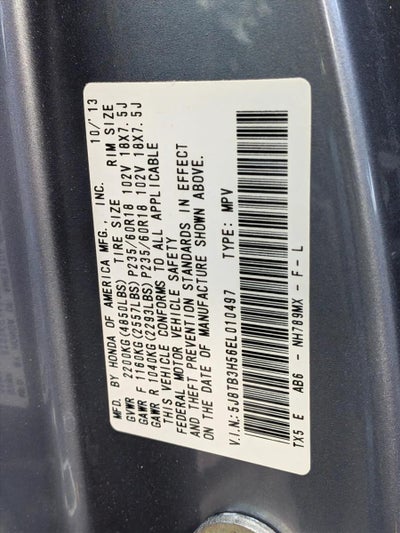 MFD. BY HONDA OF AMERICA MFG., INC. 10/'13
GVWR 2200KG(4850LBS) TIRE SIZE RIM SIZE
GAWR F 1160KG(2557LBS) P235/60R18 102V 18X7.5J
GAWR R 1040KG(2293LBS) P235/60R18 102V 18X7.5J
THIS VEHICLE CONFORMS TO ALL APPLICABLE
FEDERAL MOTOR VEHICLE SAFETY
AND THEFT PREVENTION STANDARDS IN EFFECT
ON THE DATE OF MANUFACTURE SHOWN ABOVE.
V.I.N.: 5J8TB3H56EL010497 TYPE: MPV
TX5 E AB6 - NH789MX - F - L